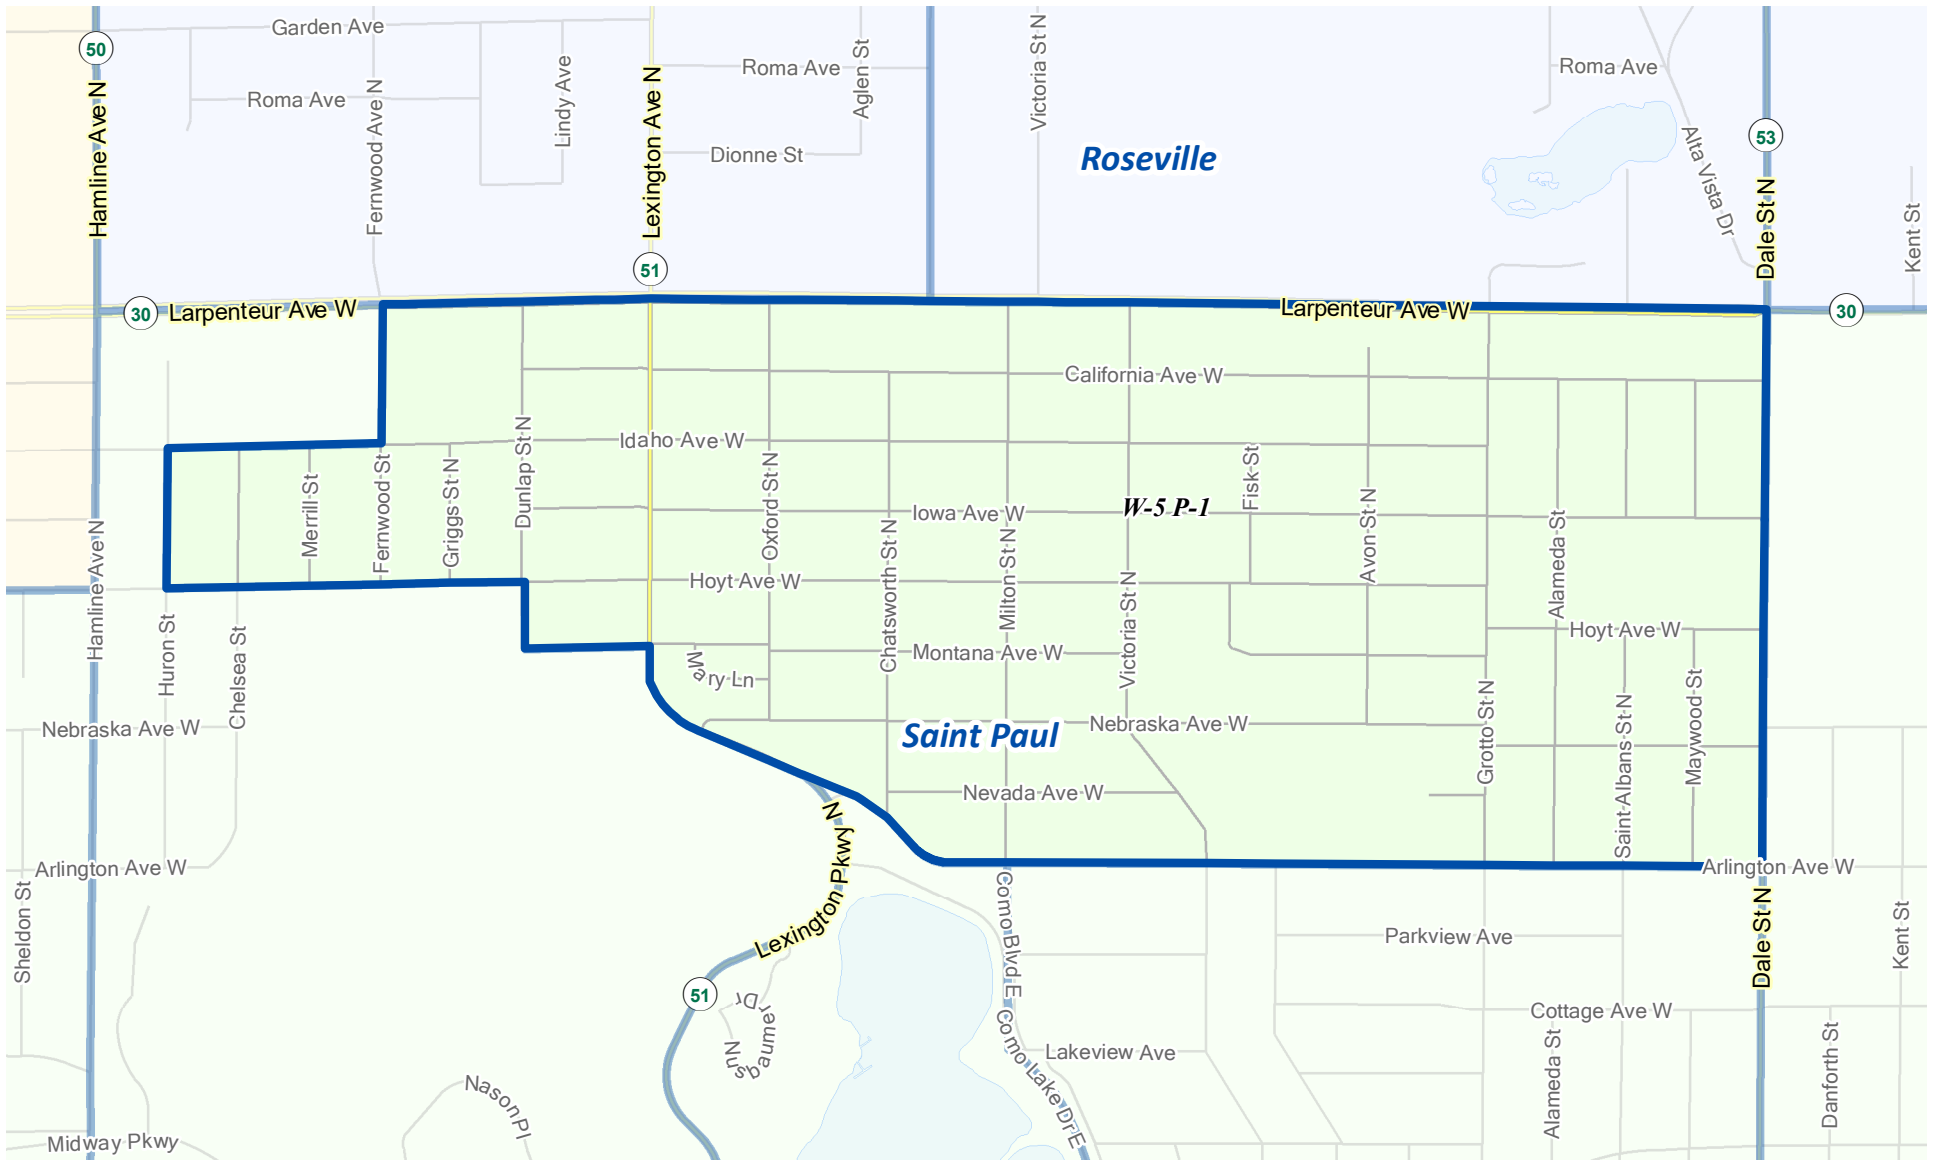 Garden Ave
50
Roma Ave
Roma Ave
Roma Ave
Lindy Ave
Aglen St
Victoria St N
Fernwood Ave N
Hamline Ave N
Lexington Ave N
Dionne St
Roseville
Alta Vista Dr
53
Dale St N
Kent St
51
30
Larpenteur Ave W
Larpenteur Ave W
30
California Ave W
Idaho Ave W
Dunlap St N
Merrill St
Fernwood St
Griggs St N
Oxford St N
Fisk St
W-5 P-1
Iowa Ave W
Chatsworth St N
Milton St N
Avon St N
Alameda St
Hamline Ave N
Hoyt Ave W
Victoria St N
Huron St
Chelsea St
Hoyt Ave W
Montana Ave W
Mary Ln
Grotto St N
Saint Albans St N
Maywood St
Nebraska Ave W
Nebraska Ave W
Saint Paul
Nevada Ave W
Lexington Pkwy N
Arlington Ave W
Arlington Ave W
Sheldon St
Como Blvd E
Parkview Ave
Dale St N
Kent St
51
Nusbaumer Dr
Cottage Ave W
Como Lake Dr E
Lakeview Ave
Alameda St
Danforth St
Nason Pl
Midway Pkwy